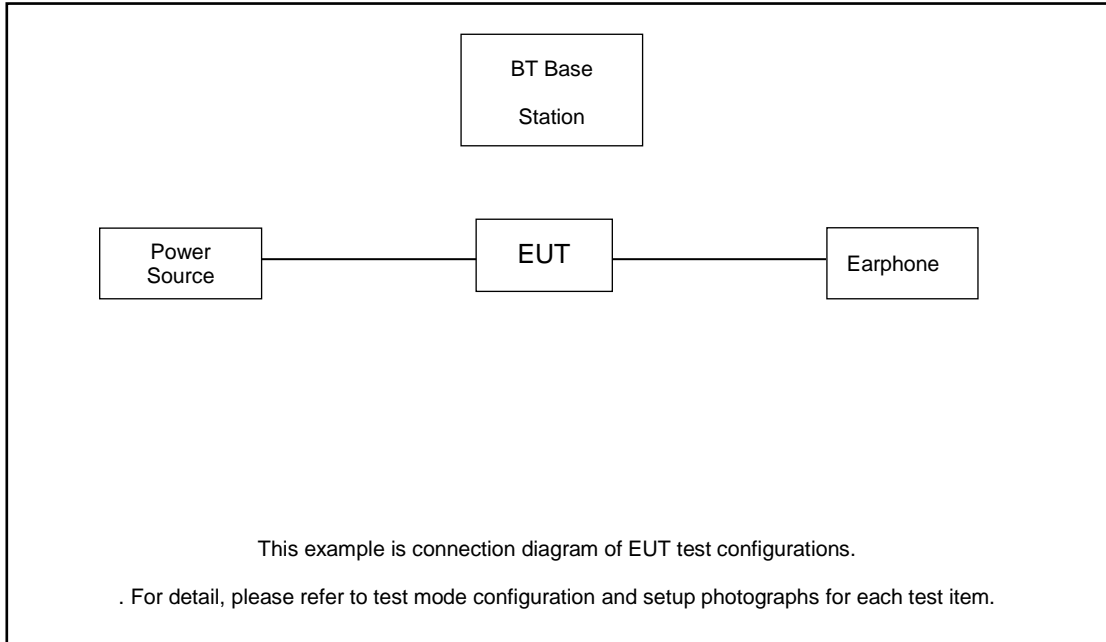 BT Base
Station
Power
Source
EUT
Earphone
This example is connection diagram of EUT test configurations.
. For detail, please refer to test mode configuration and setup photographs for each test item.